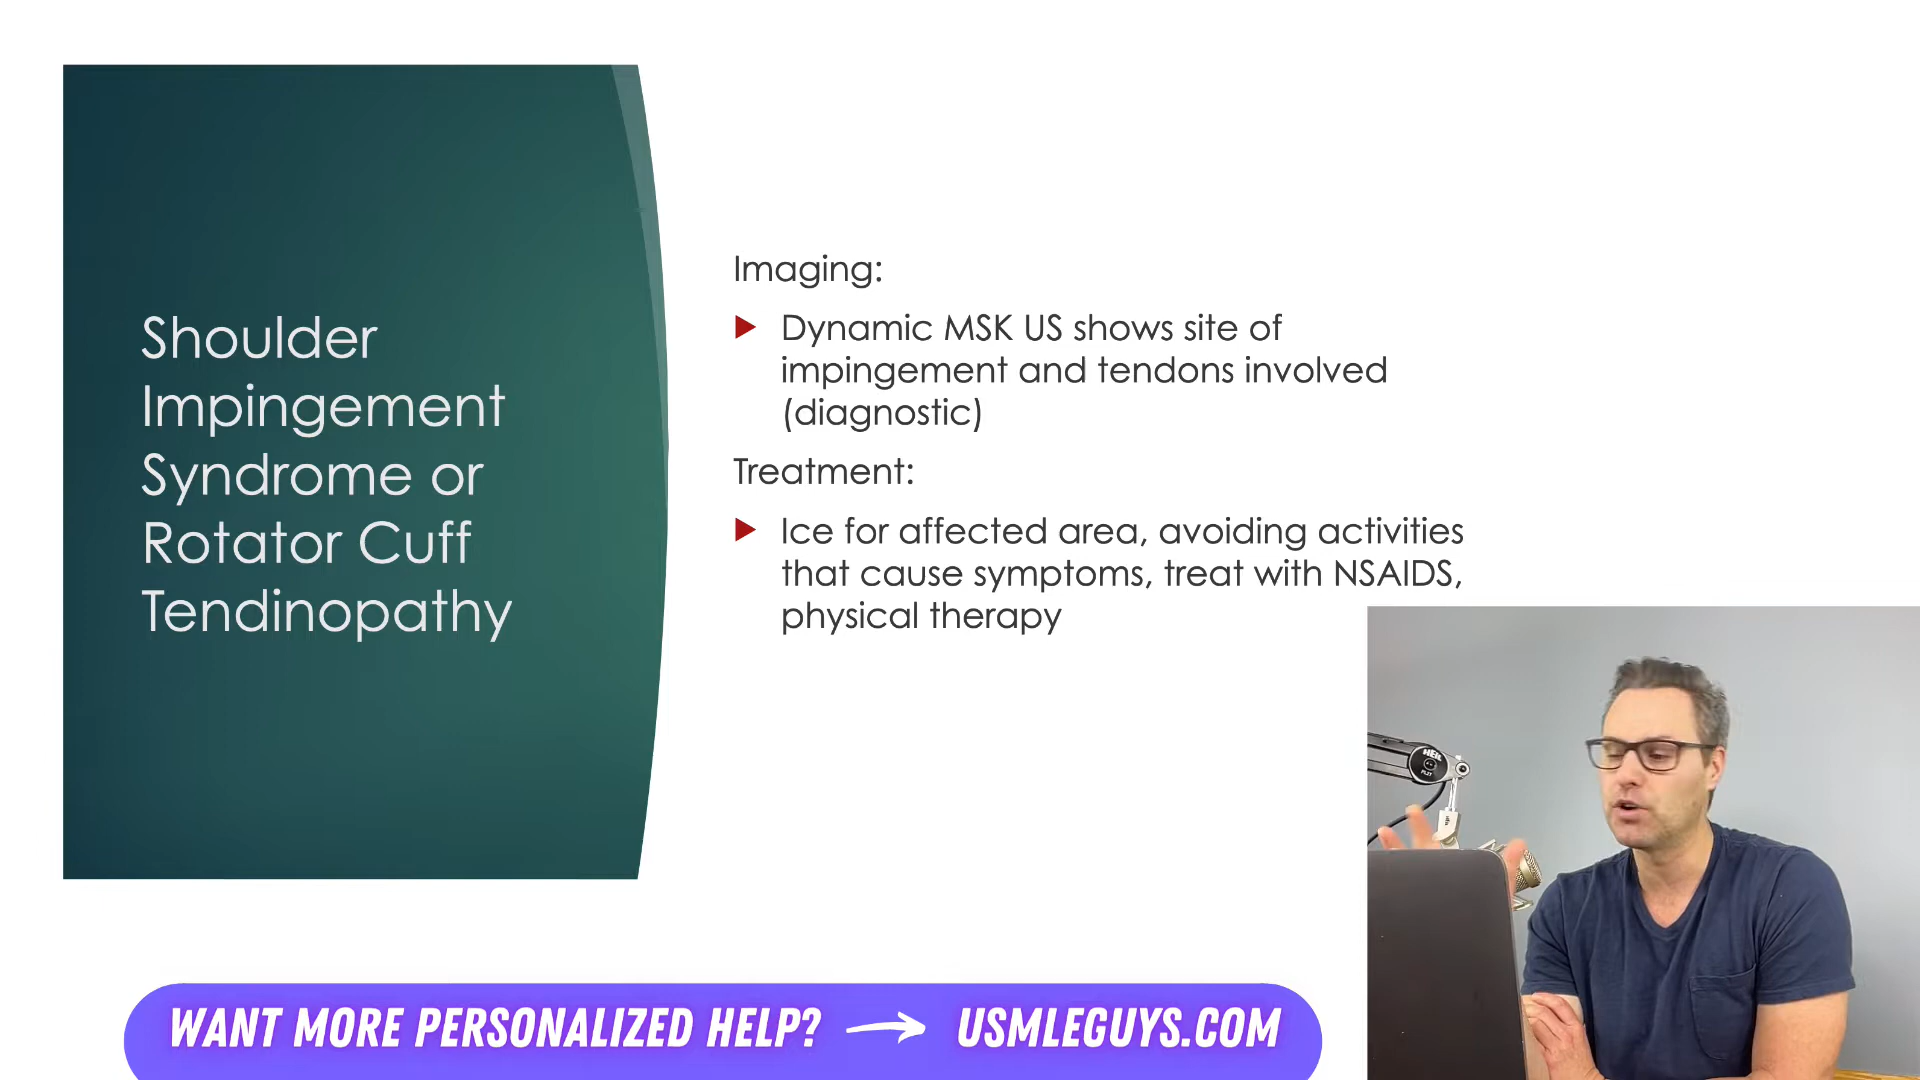 Shoulder
Impingement
Syndrome or
Rotator Cuff
Tendinopathy
Imaging:
Dynamic MSK US shows site of
impingement and tendons involved
(diagnostic)
Treatment:
Ice for affected area, avoiding activities
that cause symptoms, treat with NSAIDS,
physical therapy
HEIL
WANT MORE PERSONALIZED HELP? → USMLEGUYS.COM